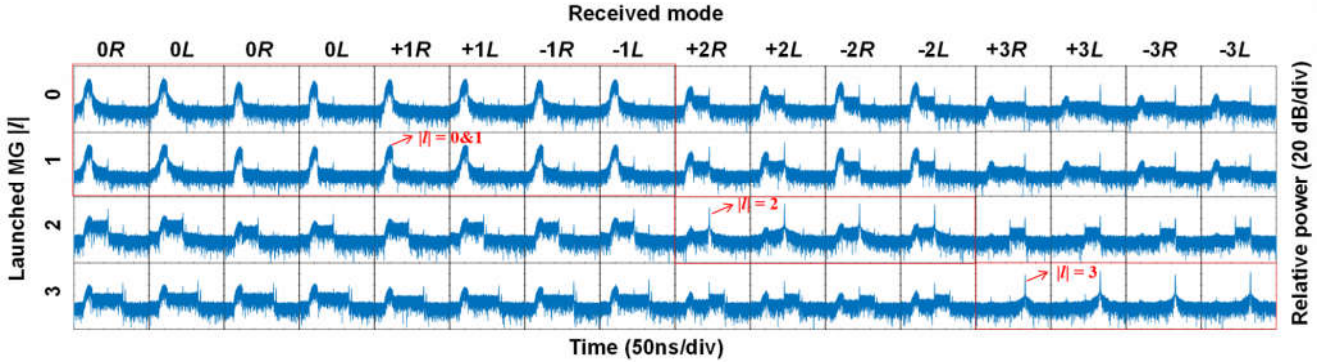 Received mode
0R 0L 0R 0L +1R +1L -1R -1L +2R +2L -2R -2L +3R +3L -3R -3L
Launched MG |l|
0
1
2
3
|l| = 0&1
|l| = 2
|l| = 3
Relative power (20 dB/div)
Time (50ns/div)